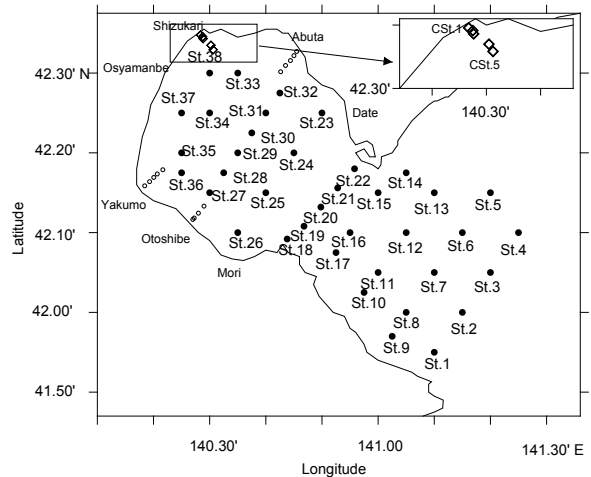 Shizukari
Abuta
CSt.1
CSt.5
42.30'
140.30'
42.30' N
St.38
Osyamanbe
St.33
St.32
St.37
St.34
St.31
St.23
Date
St.30
42.20'
St.35
St.29
St.24
St.36
St.28
St.22
St.14
St.27
St.25
St.21
St.15
St.13
St.5
Yakumo
St.20
Otoshibe
42.10'
St.26
St.19
St.16
St.12
St.6
St.4
St.18
St.17
Mori
St.11
St.7
St.3
St.10
42.00'
St.8
St.2
St.9
St.1
41.50'
Latitude
140.30'
141.00
141.30' E
Longitude